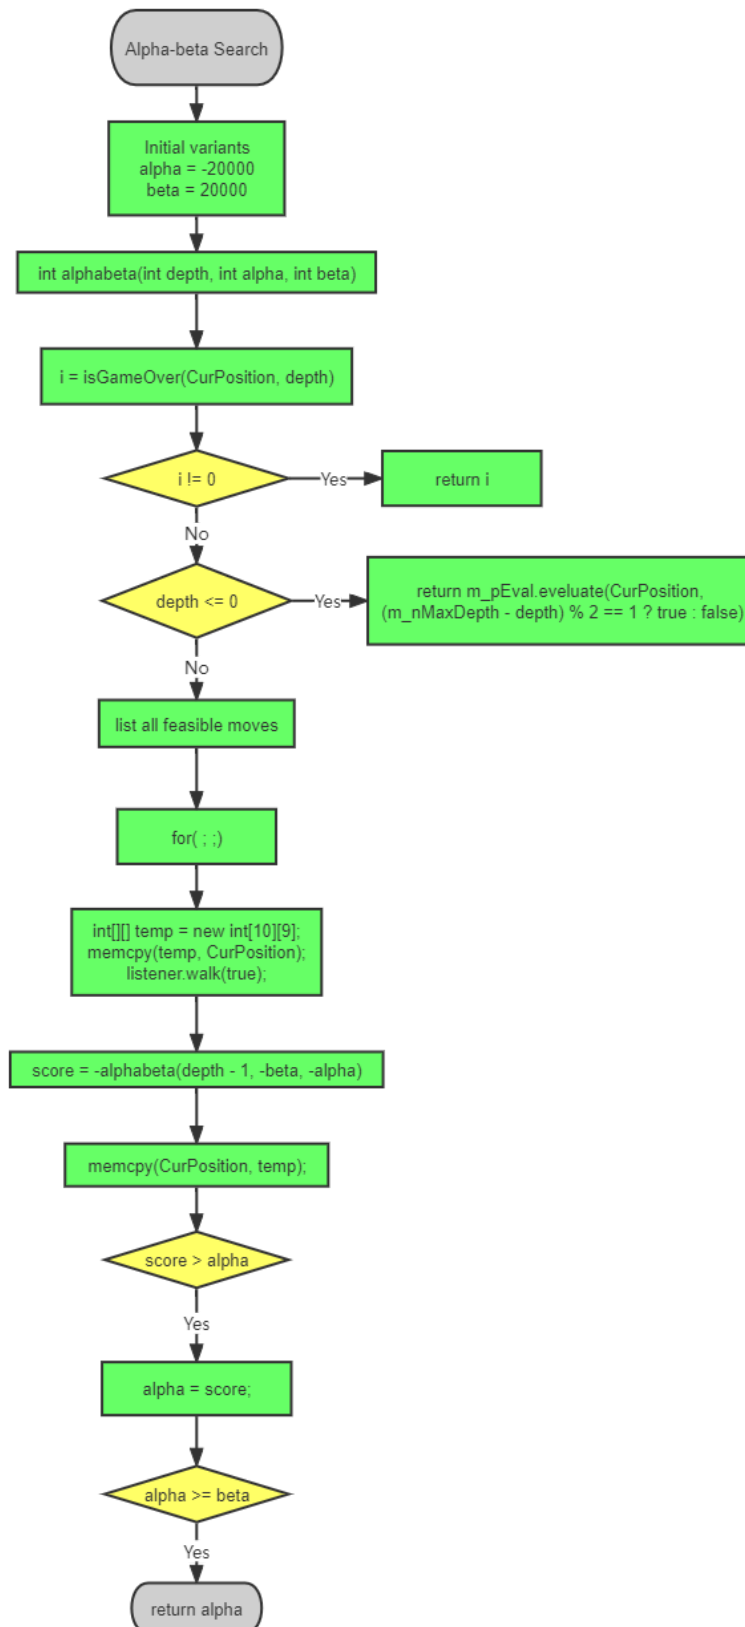 Alpha-beta Search
Initial variants
alpha = -20000
beta = 20000
int alphabeta(int depth, int alpha, int beta)
i = isGameOver(CurPosition, depth)
i != 0
Yes
return i
No
depth <= 0
Yes
return m_pEval.eveluate(CurPosition,
(m_nMaxDepth - depth) % 2 == 1 ? true : false)
No
list all feasible moves
for( ; ;)
int[][] temp = new int[10][9];
memcpy(temp, CurPosition);
listener.walk(true);
score = -alphabeta(depth - 1, -beta, -alpha)
memcpy(CurPosition, temp);
score > alpha
Yes
alpha = score;
alpha >= beta
Yes
return alpha